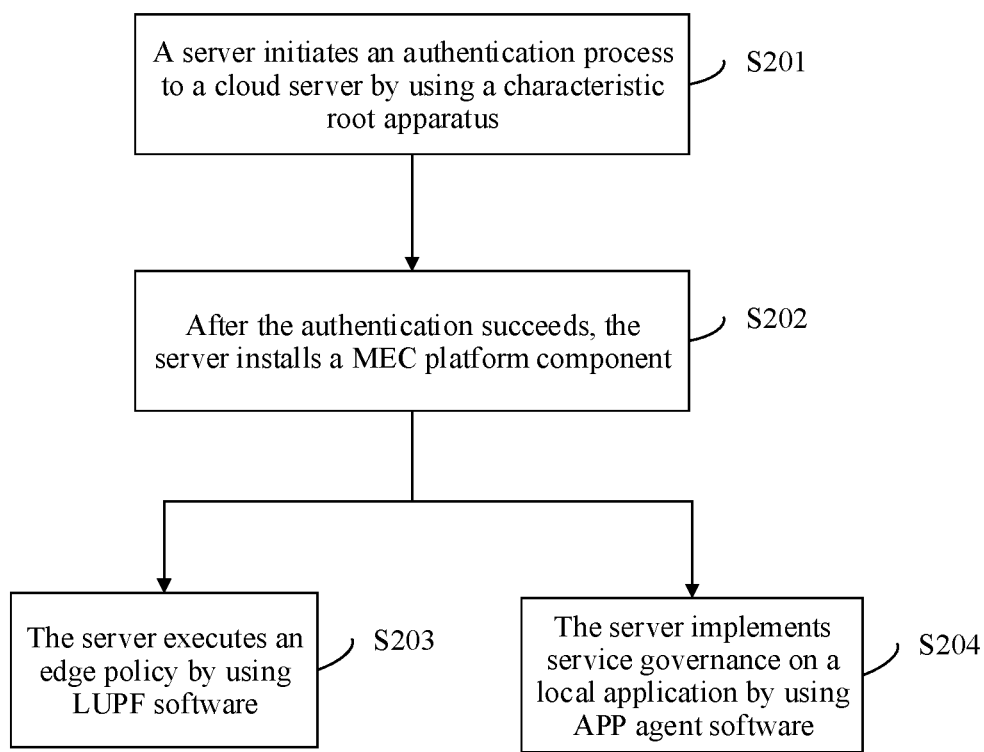 A server initiates an authentication process
to a cloud server by using a characteristic
root apparatus
S201
After the authentication succeeds, the
server installs a MEC platform component
S202
The server executes an
edge policy by using
LUPF software
S203
The server implements
service governance on a
local application by using
APP agent software
S204